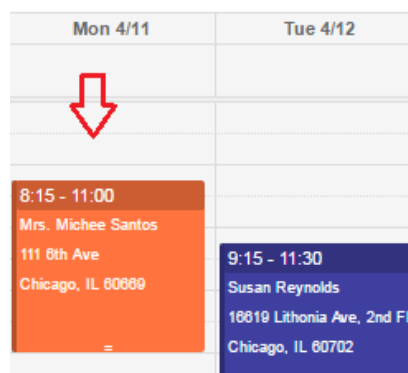 Mon 4/11
Tue 4/12
8:15 - 11:00
Mrs. Michee Santos
111 6th Ave
Chicago, IL 60669
9:15 - 11:30
Susan Reynolds
16619 Lithonia Ave, 2nd Fl
Chicago, IL 60702